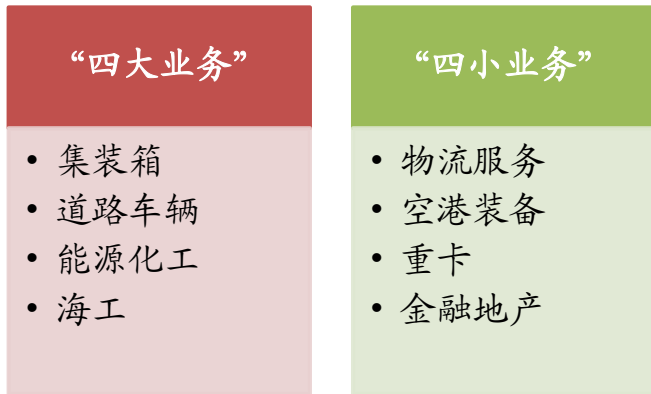 “四大业务”
• 集装箱
• 道路车辆
• 能源化工
• 海工
“四小业务”
• 物流服务
• 空港装备
• 重卡
• 金融地产